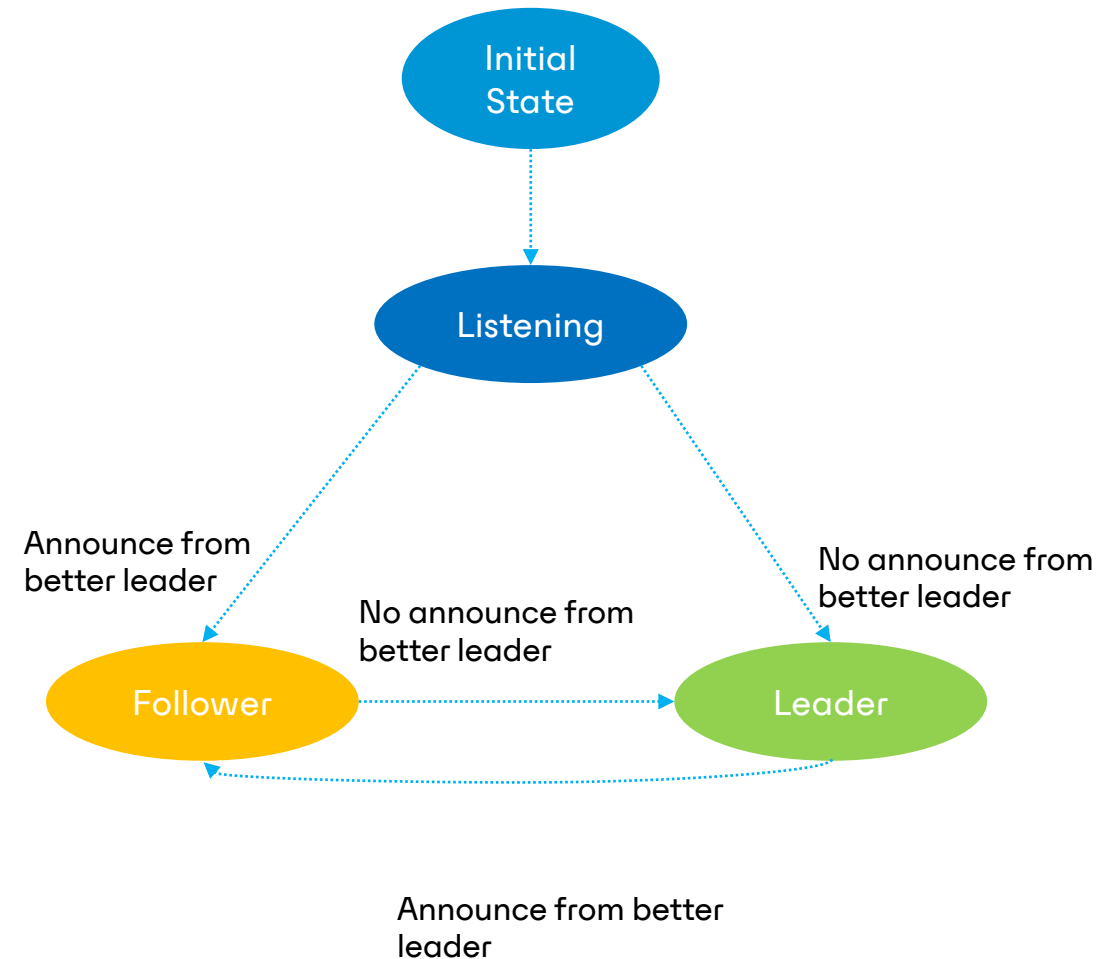 Initial
State
Listening
Announce from
better leader
No announce from
better leader
No announce from
better leader
Follower
Leader
Announce from better
leader